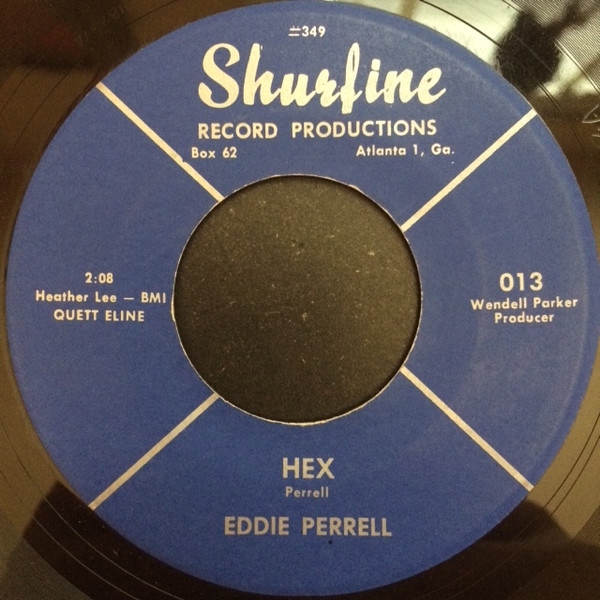 #349
Shurfine
RECORD PRODUCTIONS
Box 62 Atlanta 1, Ga.
2:08
Heather Lee — BMI
QUETT ELINE
013
Wendell Parker
Producer
HEX
Perrell
EDDIE PERRELL